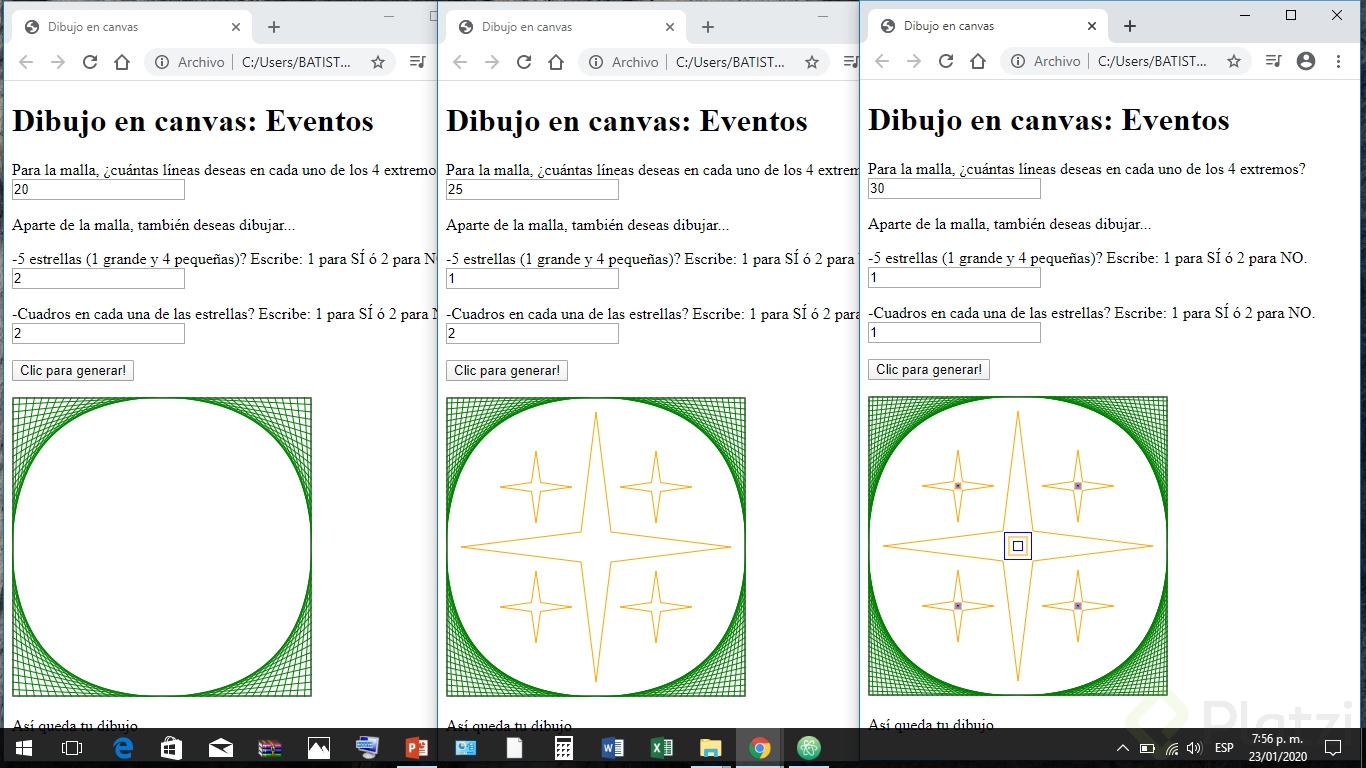 Dibujo en canvas
Archivo C:/Users/BATIST...
Dibujo en canvas: Eventos
Para la malla, ¿cuántas líneas deseas en cada uno de los 4 extremo
20
Aparte de la malla, también deseas dibujar...
-5 estrellas (1 grande y 4 pequeñas)? Escribe: 1 para SÍ ó 2 para NO
2
-Cuadros en cada una de las estrellas? Escribe: 1 para SÍ ó 2 para N
2
Clic para generar!
Así queda tu dibujo
Dibujo en canvas
Archivo C:/Users/BATIST...
Dibujo en canvas: Eventos
Para la malla, ¿cuántas líneas deseas en cada uno de los 4 extrem
25
Aparte de la malla, también deseas dibujar...
-5 estrellas (1 grande y 4 pequeñas)? Escribe: 1 para SÍ ó 2 para
1
-Cuadros en cada una de las estrellas? Escribe: 1 para SÍ ó 2 para
2
Clic para generar!
Así queda tu dibujo
Dibujo en canvas
Archivo C:/Users/BATIST...
Dibujo en canvas: Eventos
Para la malla, ¿cuántas líneas deseas en cada uno de los 4 extremos?
30
Aparte de la malla, también deseas dibujar...
-5 estrellas (1 grande y 4 pequeñas)? Escribe: 1 para SÍ ó 2 para NO.
1
-Cuadros en cada una de las estrellas? Escribe: 1 para SÍ ó 2 para NO.
1
Clic para generar!
Así queda tu dibujo
Platzi
ESP
7:56 p. m.
23/01/2020